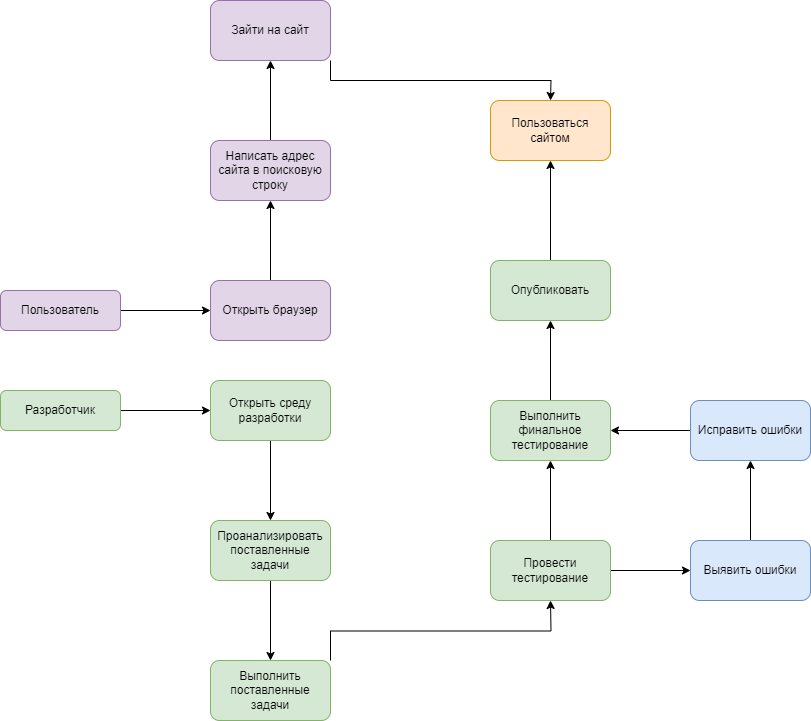 Зайти на сайт
Пользоваться
сайтом
Написать адрес
сайта в поисковую
строку
Опубликовать
Пользователь
Открыть браузер
Разработчик
Открыть среду
разработки
Выполнить
финальное
тестирование
Исправить ошибки
Проанализировать
поставленные
задачи
Провести
тестирование
Выявить ошибки
Выполнить
поставленные
задачи